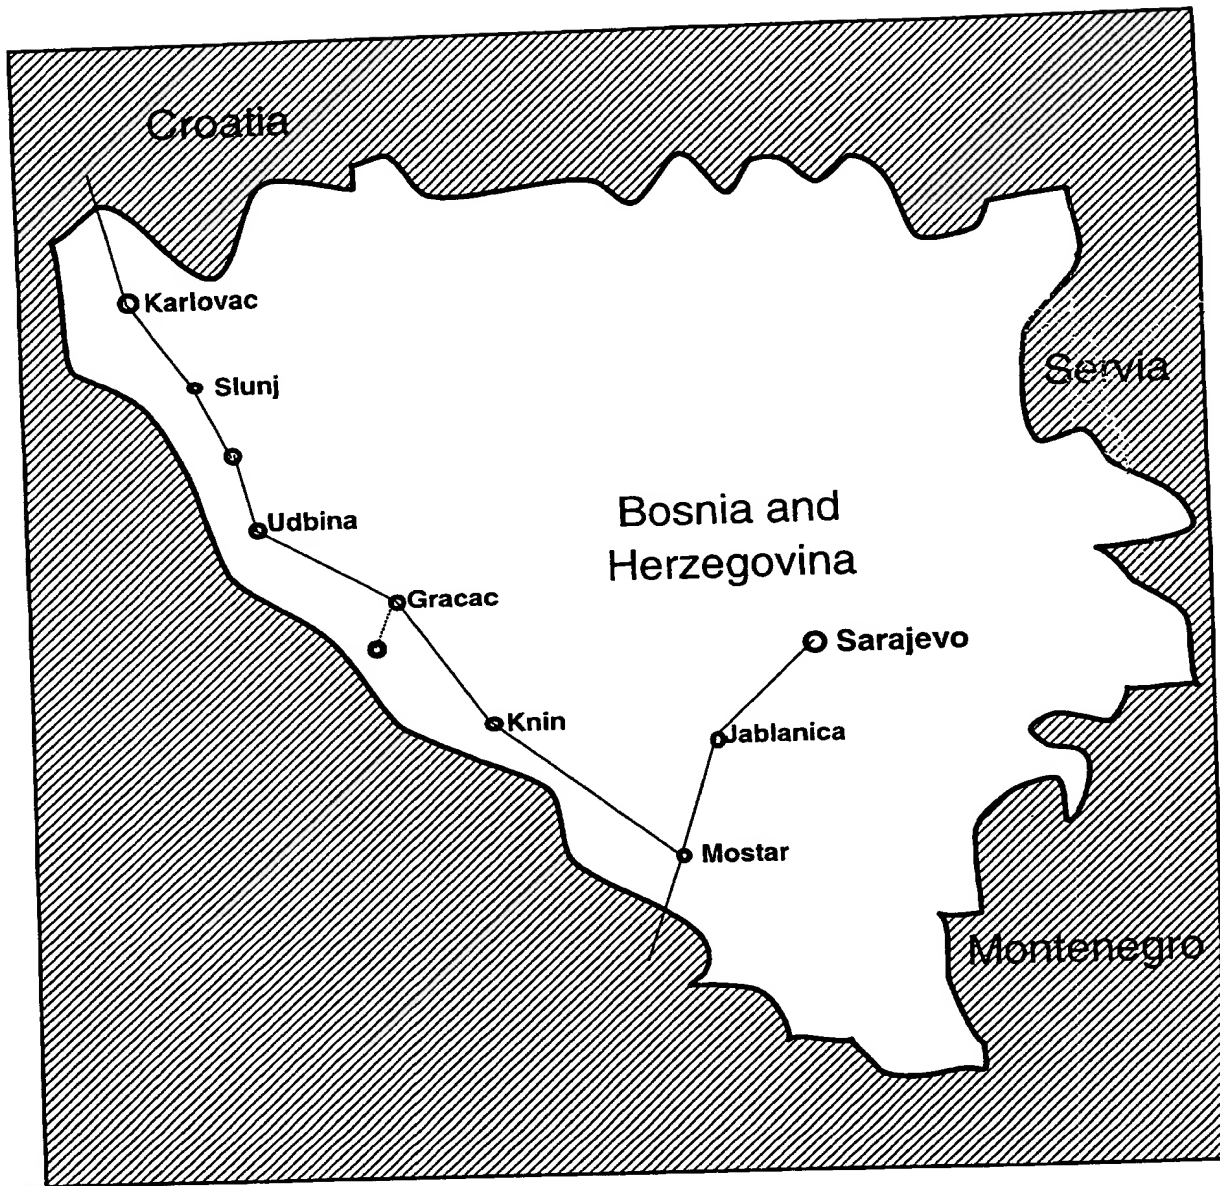 Croatia
Karlovac
Slunj
Servia
Bosnia and
Herzegovina
Udbina
Gracac
Sarajevo
Knin
Jablanica
Mostar
Montenegro